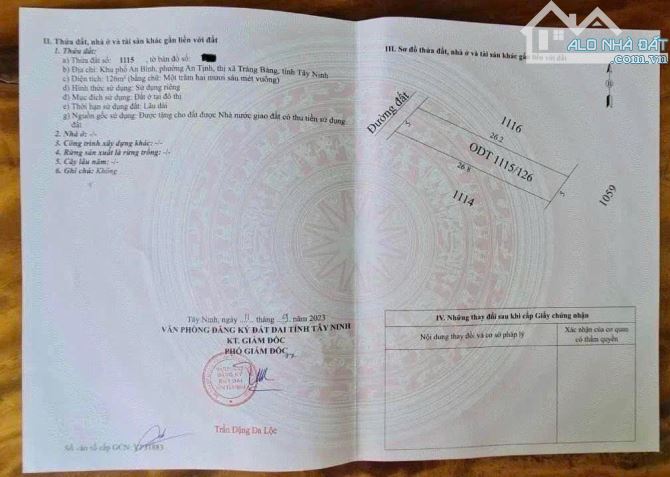 II. Thửa đất, nhà ở và tài sản khác gắn liền với đất
1. Thửa đất:
a) Thửa đất số: 1115 , tờ bản đồ số:
b) Địa chỉ: Khu phố An Bình, phường An Tịnh, thị xã Trảng Bàng, tỉnh Tây Ninh
c) Diện tích: 126m² (bằng chữ: Một trăm hai mươi sáu mét vuông)
d) Hình thức sử dụng: Sử dụng riêng
đ) Mục đích sử dụng: Đất ở tại đô thị
e) Thời hạn sử dụng đất: Lâu dài
g) Nguồn gốc sử dụng: Được tặng cho đất được Nhà nước giao đất có thu tiền sử dụng
đất
2. Nhà ở: -/-
3. Công trình xây dựng khác: -/-
4. Rừng sản xuất là rừng trồng: -/-
5. Cây lâu năm: -/-
6. Ghi chú: Không
Tây Ninh, ngày 11 tháng 9 năm 2023
VĂN PHÒNG ĐĂNG KÝ ĐẤT ĐAI TỈNH TÂY NINH
KT. GIÁM ĐỐC
PHÓ GIÁM ĐỐC
Trần Dặng Đa Lộc
Số vào sổ cấp GCN:
ALO NHÀ ĐẤT
.com.vn
III. Sơ đồ thửa đất, nhà ở và tài sản khác gắn liền với đất
Đường đất
1116
5
26.2
ODT 1115/126
26.8
5
1114
1059
IV. Những thay đổi sau khi cấp Giấy chứng nhận
Nội dung thay đổi và cơ sở pháp lý
Xác nhận của cơ quan
có thẩm quyền